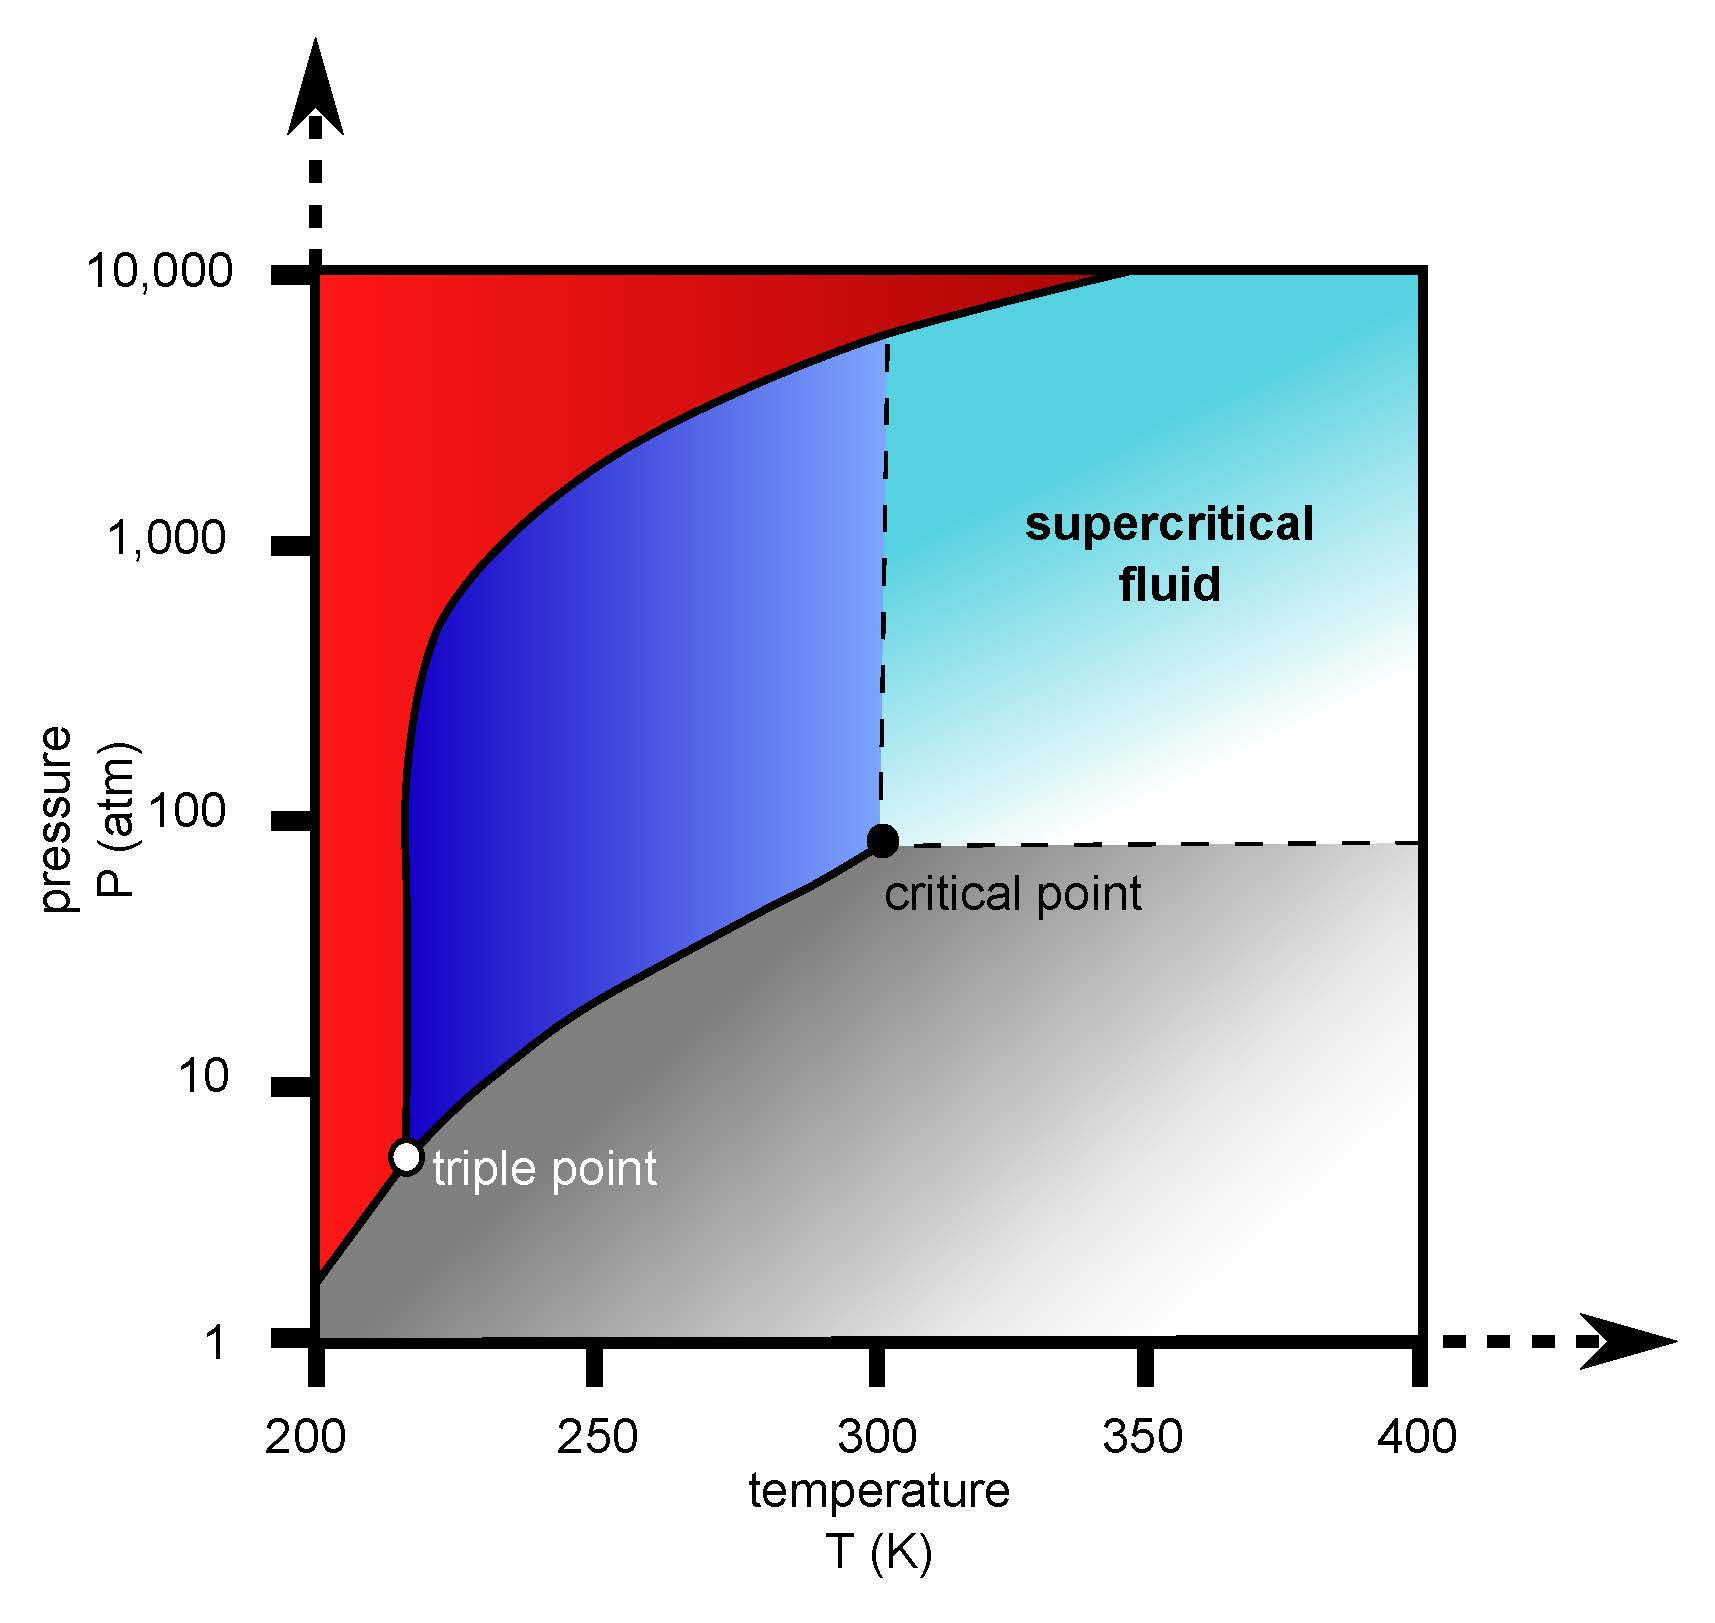 10,000
1,000
100
10
1
pressure
P (atm)
supercritical
fluid
critical point
triple point
200 250 300 350 400
temperature
T (K)